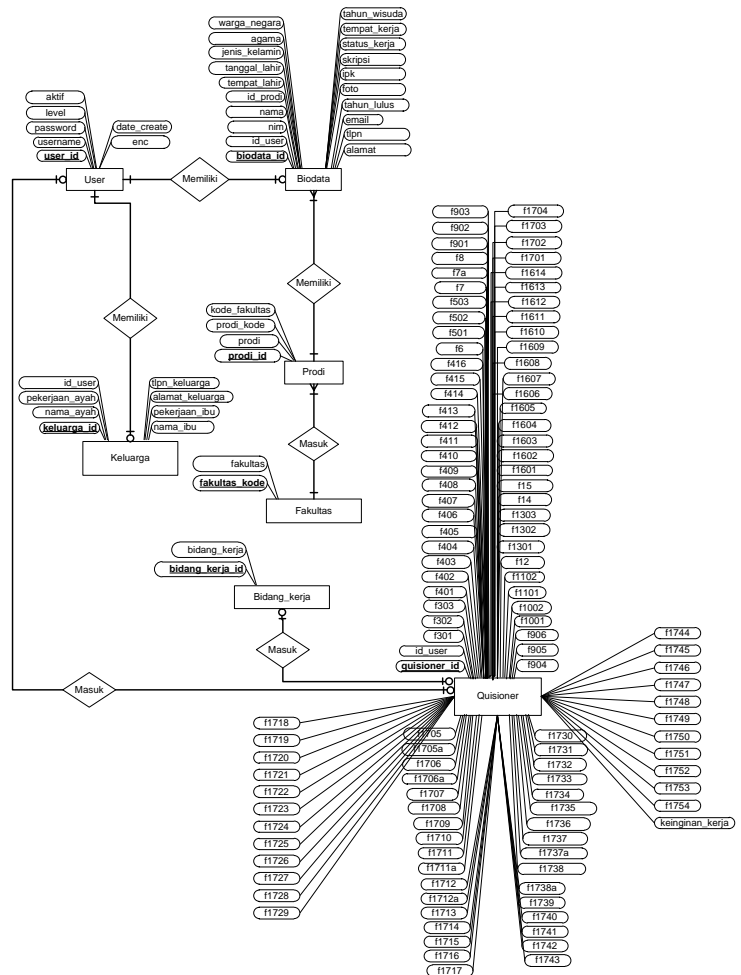 warga_negara
agama
jenis_kelamin
tanggal_lahir
tempat_lahir
id_prodi
nama
nim
id_user
biodata_id
tahun_wisuda
tempat_kerja
status_kerja
skripsi
ipk
foto
tahun_lulus
email
tlpn
alamat
aktif
level
password
username
user_id
date_create
enc
User
Memiliki
Biodata
Memiliki
Memiliki
kode_fakultas
prodi_kode
prodi
prodi_id
Prodi
id_user
pekerjaan_ayah
nama_ayah
keluarga_id
tlpn_keluarga
alamat_keluarga
pekerjaan_ibu
nama_ibu
Keluarga
Masuk
fakultas
fakultas_kode
Fakultas
bidang_kerja
bidang_kerja_id
Bidang_kerja
Masuk
Masuk
f903
f902
f901
f8
f7a
f7
f503
f502
f501
f6
f416
f415
f414
f413
f412
f411
f410
f409
f408
f407
f406
f405
f404
f403
f402
f401
f303
f302
f301
id_user
quisioner_id
f1704
f1703
f1702
f1701
f1614
f1613
f1612
f1611
f1610
f1609
f1608
f1607
f1606
f1605
f1604
f1603
f1602
f1601
f15
f14
f1303
f1302
f1301
f12
f1102
f1101
f1002
f1001
f906
f905
f904
Quisioner
f1744
f1745
f1746
f1747
f1748
f1749
f1750
f1751
f1752
f1753
f1754
keinginan_kerja
f1718
f1719
f1720
f1721
f1722
f1723
f1724
f1725
f1726
f1727
f1728
f1729
f1705
f1705a
f1706
f1706a
f1707
f1708
f1709
f1710
f1711
f1711a
f1712
f1712a
f1713
f1714
f1715
f1716
f1717
f1730
f1731
f1732
f1733
f1734
f1735
f1736
f1737
f1737a
f1738
f1738a
f1739
f1740
f1741
f1742
f1743